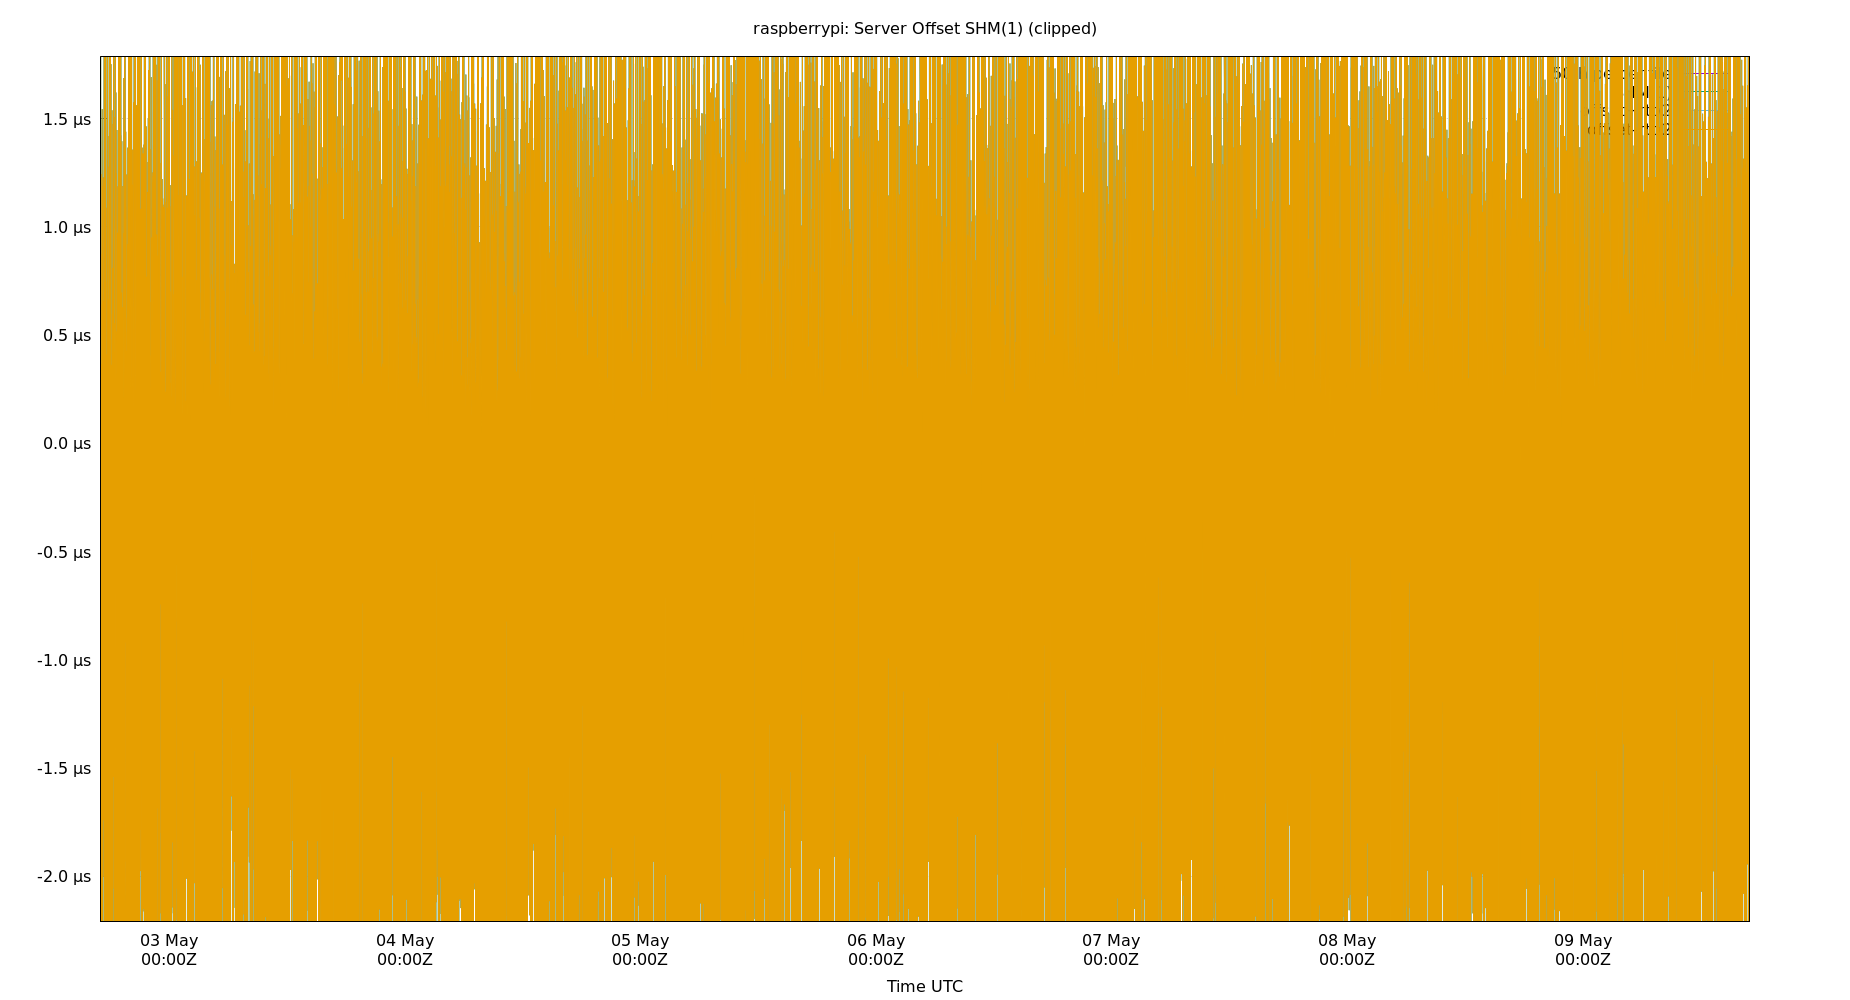 raspberrypi: Server Offset SHM(1) (clipped)
1.5 µs
1.0 µs
0.5 µs
0.0 µs
-0.5 µs
-1.0 µs
-1.5 µs
-2.0 µs
03 May 04 May 05 May 06 May 07 May 08 May 09 May
00:00Z 00:00Z 00:00Z 00:00Z 00:00Z 00:00Z 00:00Z
Time UTC